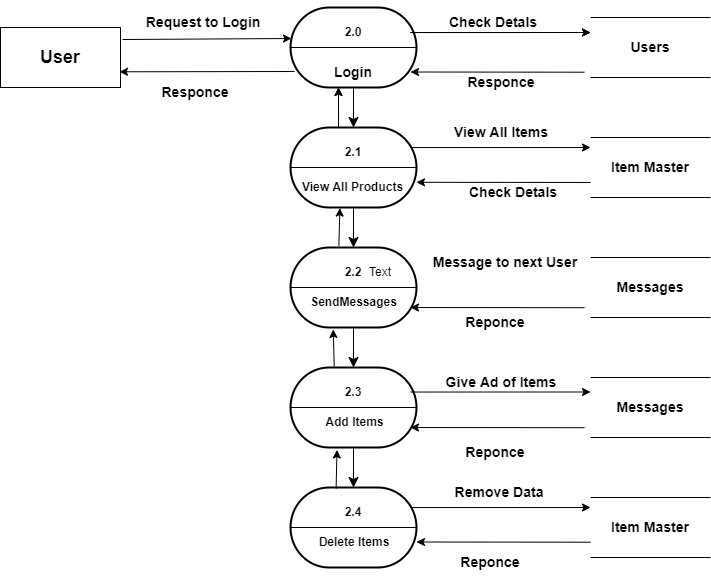 Request to Login
2.0
Check Detals
User
Users
Login
Responce
Responce
2.1
View All Items
Item Master
View All Products
Check Detals
2.2 Text
Message to next User
SendMessages
Messages
Reponce
2.3
Give Ad of Items
Add Items
Messages
Reponce
2.4
Remove Data
Item Master
Delete Items
Reponce